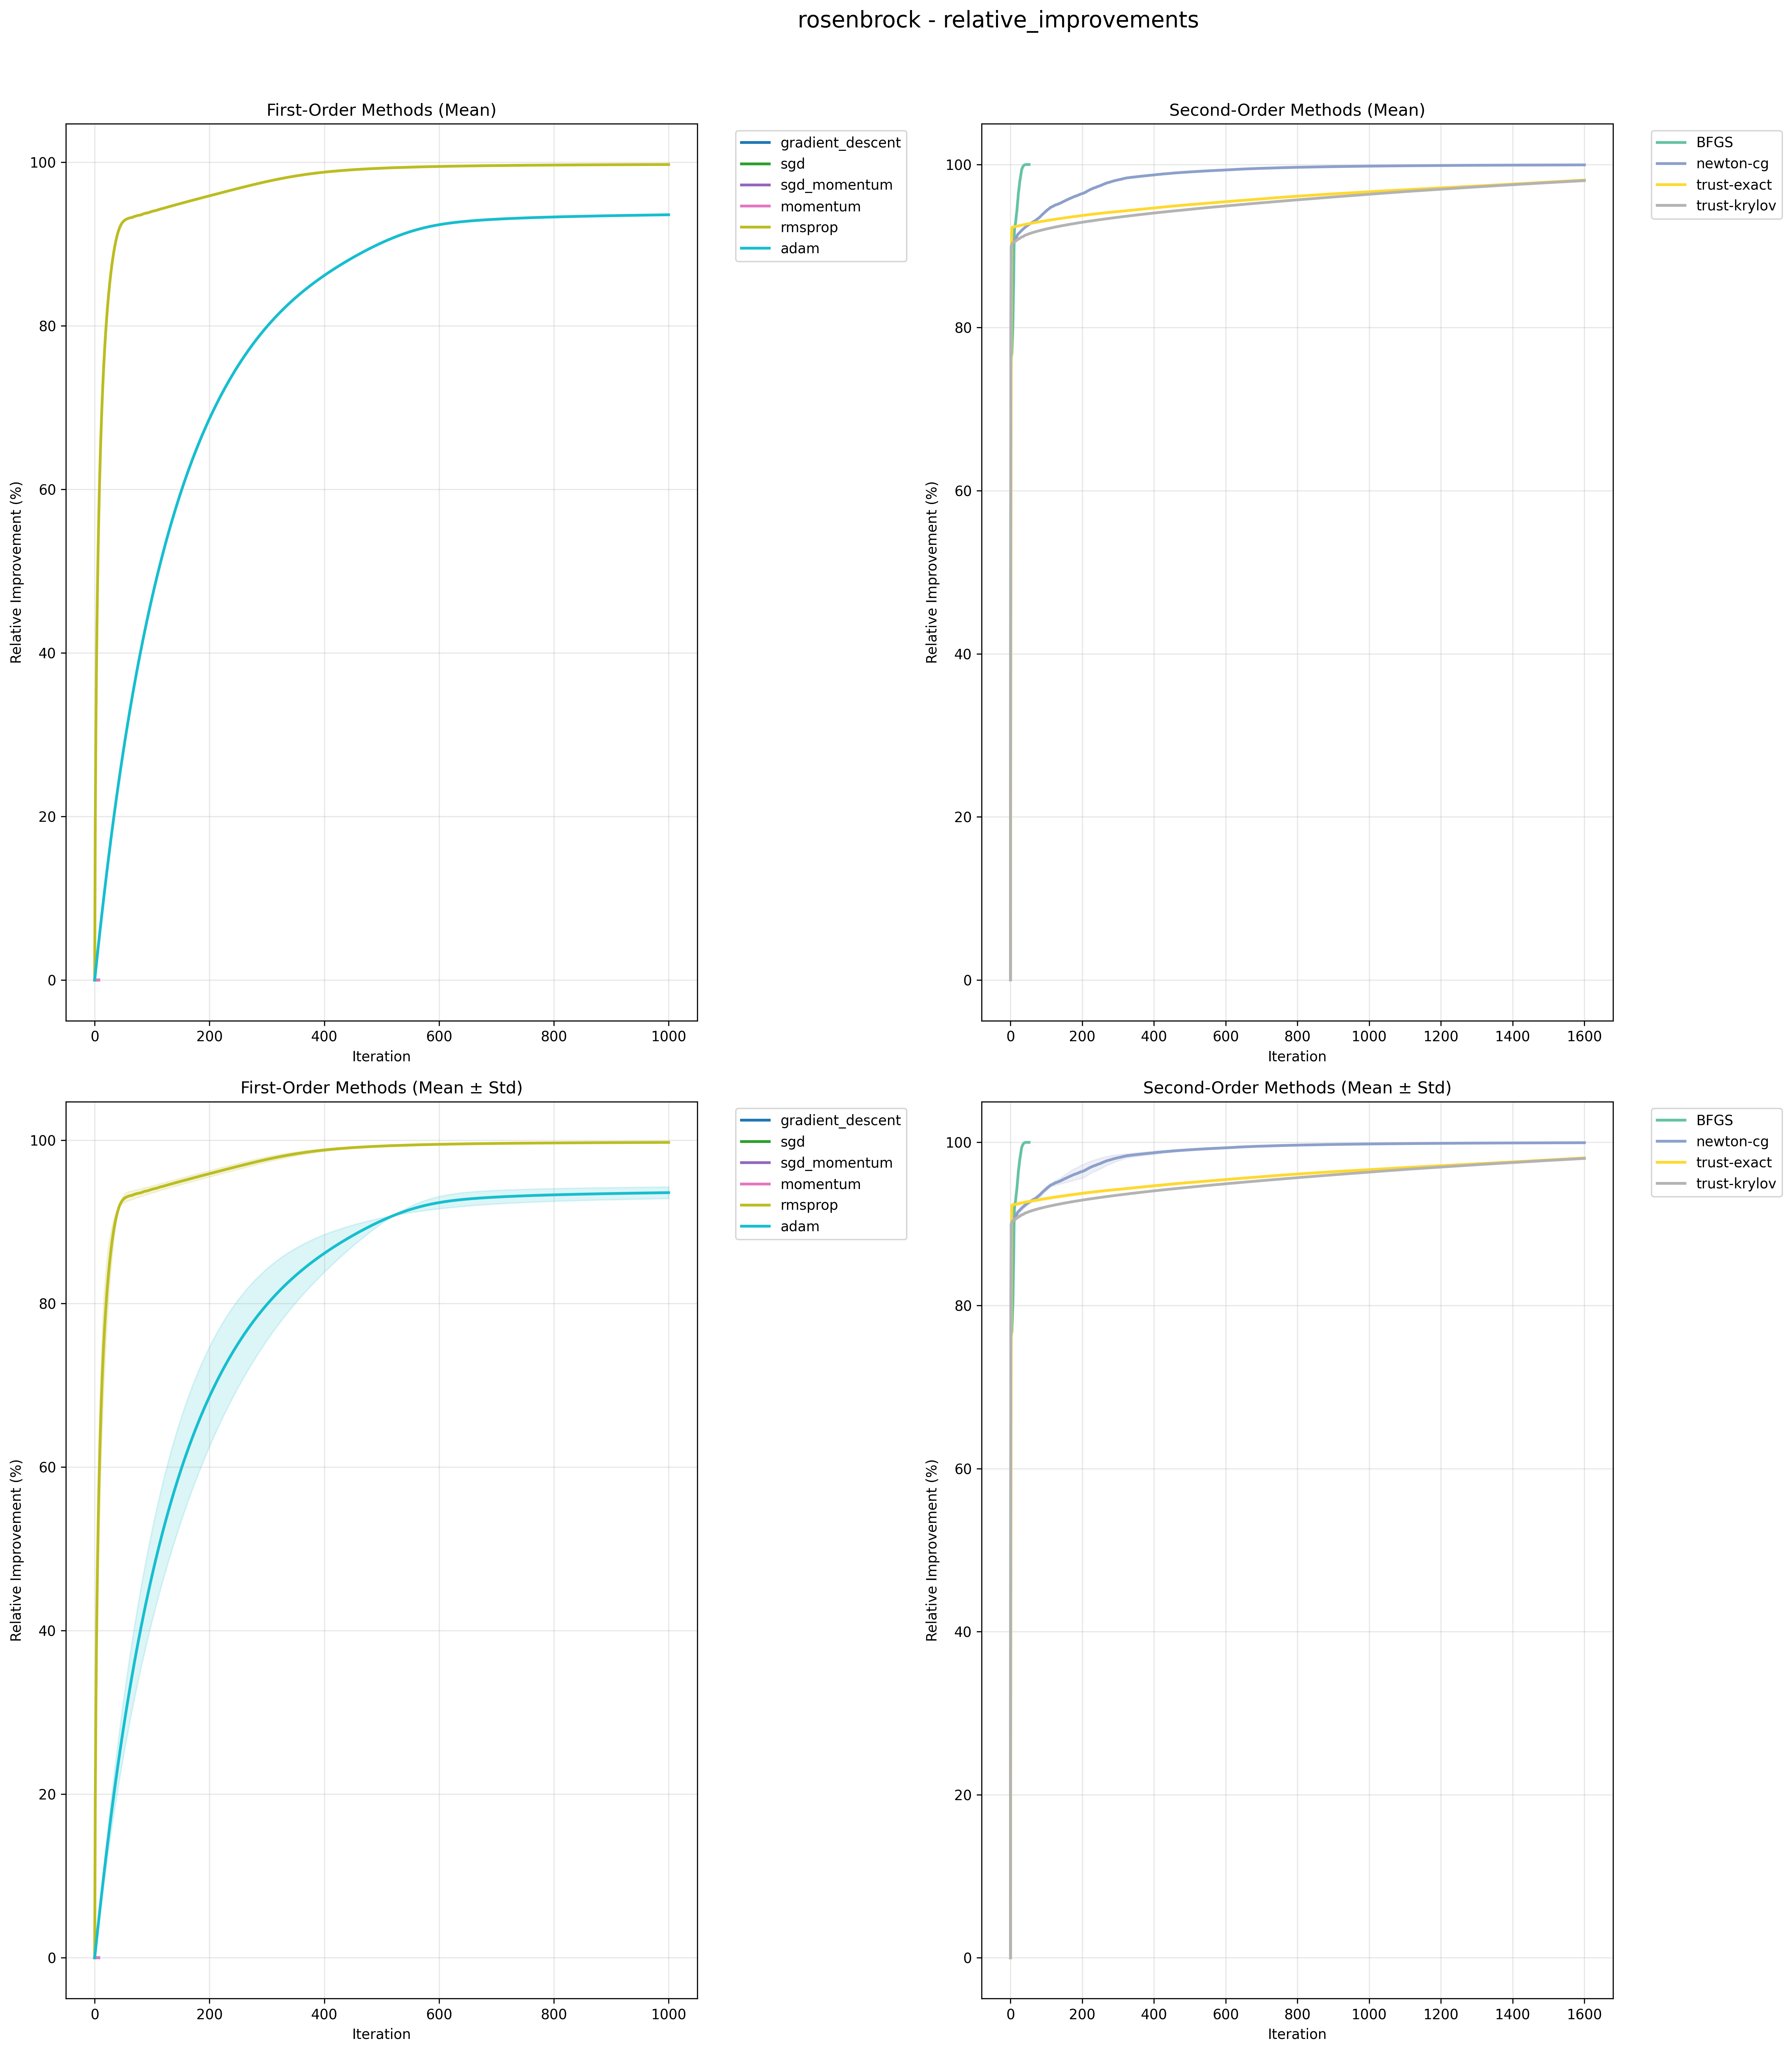 rosenbrock - relative_improvements
First-Order Methods (Mean)
Relative Improvement (%)
100
80
60
40
20
0
0 200 400 600 800 1000
Iteration
gradient_descent
sgd
sgd_momentum
momentum
rmsprop
adam
Second-Order Methods (Mean)
Relative Improvement (%)
100
80
60
40
20
0
0 200 400 600 800 1000 1200 1400 1600
Iteration
BFGS
newton-cg
trust-exact
trust-krylov
First-Order Methods (Mean ± Std)
Relative Improvement (%)
100
80
60
40
20
0
0 200 400 600 800 1000
Iteration
gradient_descent
sgd
sgd_momentum
momentum
rmsprop
adam
Second-Order Methods (Mean ± Std)
Relative Improvement (%)
100
80
60
40
20
0
0 200 400 600 800 1000 1200 1400 1600
Iteration
BFGS
newton-cg
trust-exact
trust-krylov